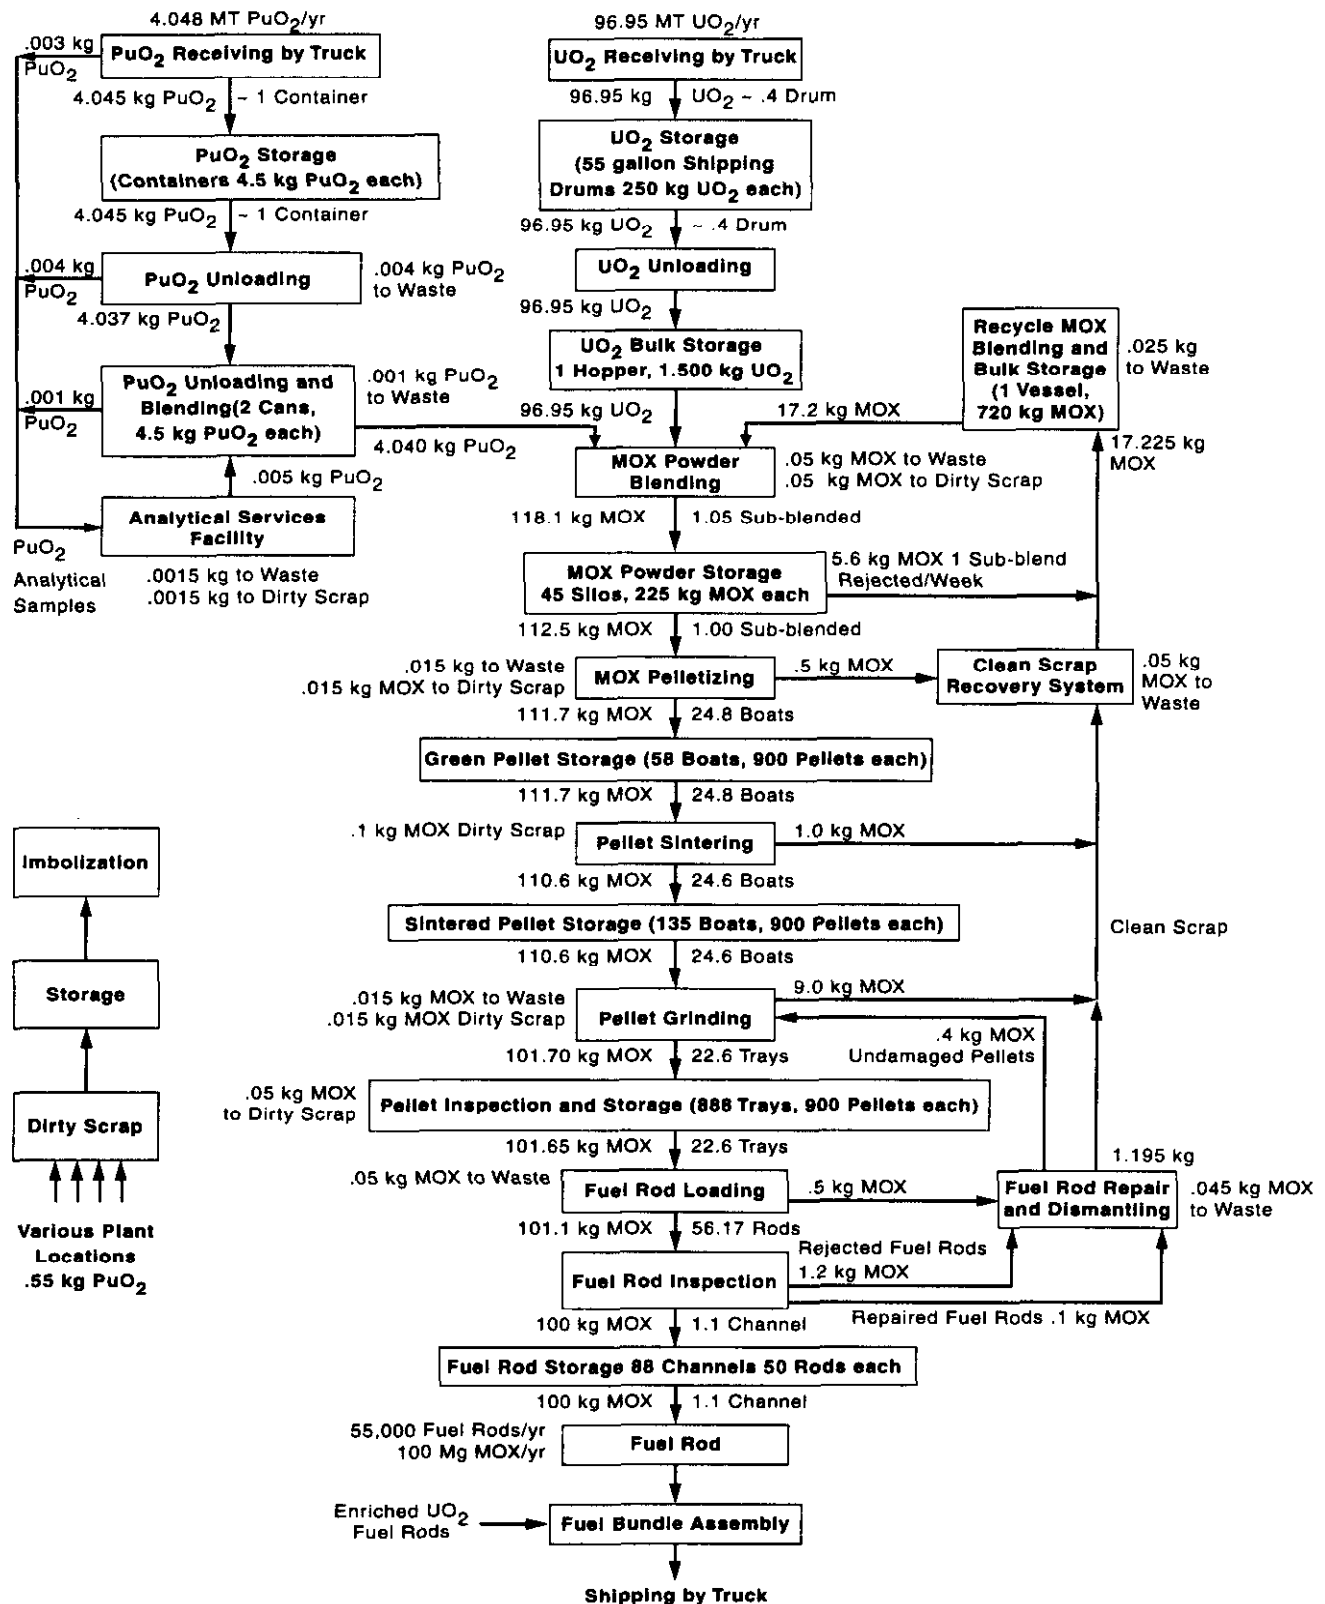 4.048 MT PuO2/yr
.003 kg
PuO2
PuO2 Receiving by Truck
4.045 kg PuO2 ~ 1 Container
PuO2 Storage
(Containers 4.5 kg PuO2 each)
4.045 kg PuO2 ~ 1 Container
.004 kg
PuO2
PuO2 Unloading
.004 kg PuO2
to Waste
4.037 kg PuO2
.001 kg
PuO2
PuO2 Unloading and
Blending(2 Cans,
4.5 kg PuO2 each)
.001 kg PuO2
to Waste
4.040 kg PuO2
.005 kg PuO2
Analytical Services
Facility
PuO2
Analytical
Samples
.0015 kg to Waste
.0015 kg to Dirty Scrap
96.95 MT UO2/yr
UO2 Receiving by Truck
96.95 kg UO2 ~ .4 Drum
UO2 Storage
(55 gallon Shipping
Drums 250 kg UO2 each)
96.95 kg UO2 ~ .4 Drum
UO2 Unloading
96.95 kg UO2
UO2 Bulk Storage
1 Hopper, 1.500 kg UO2
96.95 kg UO2
Recycle MOX
Blending and
Bulk Storage
(1 Vessel,
720 kg MOX)
.025 kg
to Waste
17.2 kg MOX
17.225 kg
MOX
MOX Powder
Blending
.05 kg MOX to Waste
.05 kg MOX to Dirty Scrap
118.1 kg MOX 1.05 Sub-blended
MOX Powder Storage
45 Silos, 225 kg MOX each
5.6 kg MOX 1 Sub-blend
Rejected/Week
112.5 kg MOX 1.00 Sub-blended
.015 kg to Waste
.015 kg MOX to Dirty Scrap
MOX Pelletizing
.5 kg MOX
Clean Scrap
Recovery System
.05 kg
MOX to
Waste
111.7 kg MOX 24.8 Boats
Green Pellet Storage (58 Boats, 900 Pellets each)
111.7 kg MOX 24.8 Boats
.1 kg MOX Dirty Scrap
Pellet Sintering
1.0 kg MOX
110.6 kg MOX 24.6 Boats
Sintered Pellet Storage (135 Boats, 900 Pellets each)
110.6 kg MOX 24.6 Boats
Clean Scrap
.015 kg MOX to Waste
.015 kg MOX Dirty Scrap
Pellet Grinding
9.0 kg MOX
.4 kg MOX
Undamaged Pellets
101.70 kg MOX 22.6 Trays
.05 kg MOX
to Dirty Scrap
Pellet Inspection and Storage (888 Trays, 900 Pellets each)
101.65 kg MOX 22.6 Trays
.05 kg MOX to Waste
Fuel Rod Loading
.5 kg MOX
1.195 kg
Fuel Rod Repair
and Dismantling
.045 kg MOX
to Waste
101.1 kg MOX 56.17 Rods
Rejected Fuel Rods
1.2 kg MOX
Fuel Rod Inspection
Repaired Fuel Rods .1 kg MOX
100 kg MOX 1.1 Channel
Fuel Rod Storage 88 Channels 50 Rods each
100 kg MOX 1.1 Channel
55,000 Fuel Rods/yr
100 Mg MOX/yr
Fuel Rod
Enriched UO2
Fuel Rods
Fuel Bundle Assembly
Shipping by Truck
Imbolization
Storage
Dirty Scrap
Various Plant
Locations
.55 kg PuO2